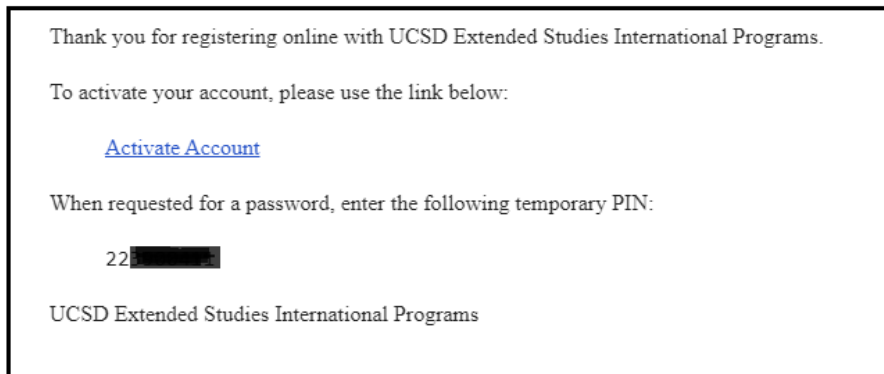 Thank you for registering online with UCSD Extended Studies International Programs.
To activate your account, please use the link below:
Activate Account
When requested for a password, enter the following temporary PIN:
22
UCSD Extended Studies International Programs